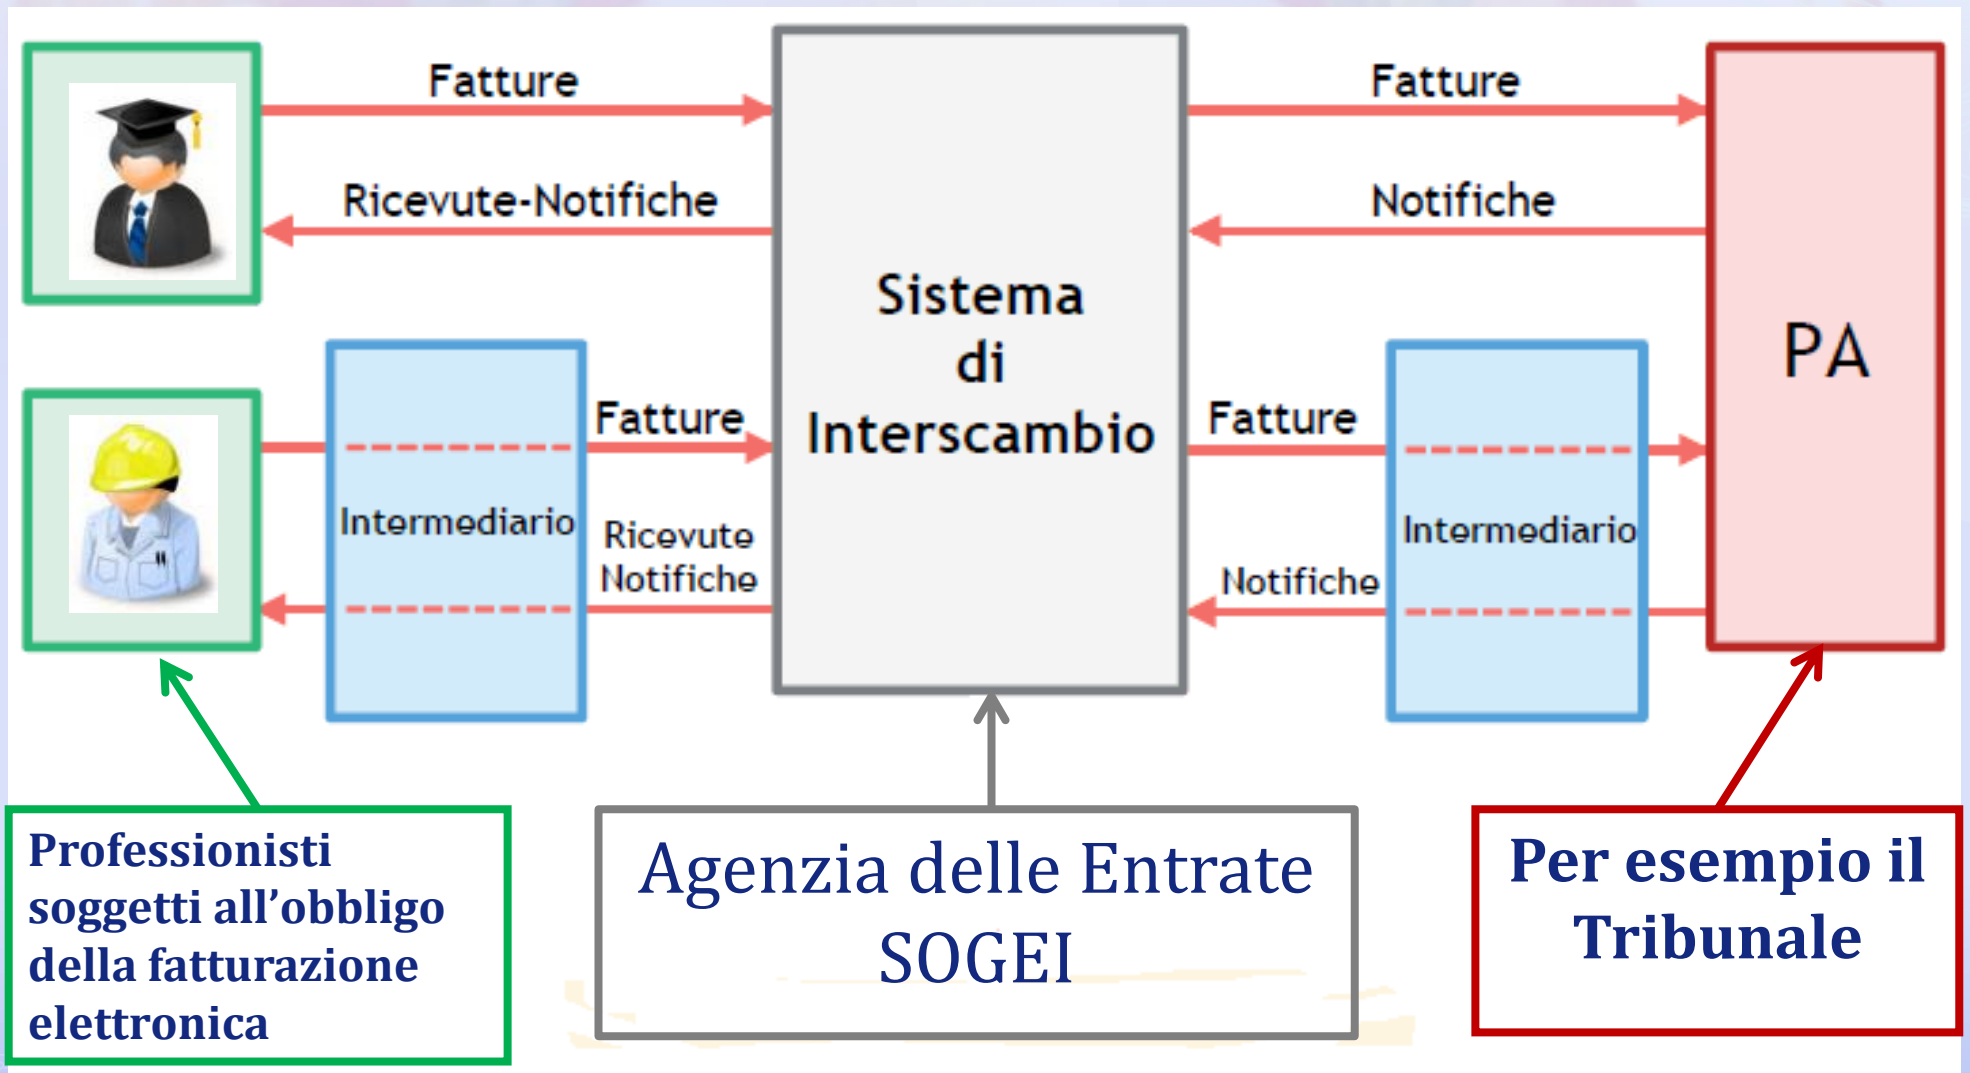 Fatture
Fatture
Ricevute-Notifiche
Notifiche
Sistema
di
Interscambio
PA
Fatture
Fatture
Intermediario
Ricevute
Notifiche
Intermediario
Notifiche
Professionisti
soggetti all’obbligo
della fatturazione
elettronica
Agenzia delle Entrate
SOGEI
Per esempio il
Tribunale